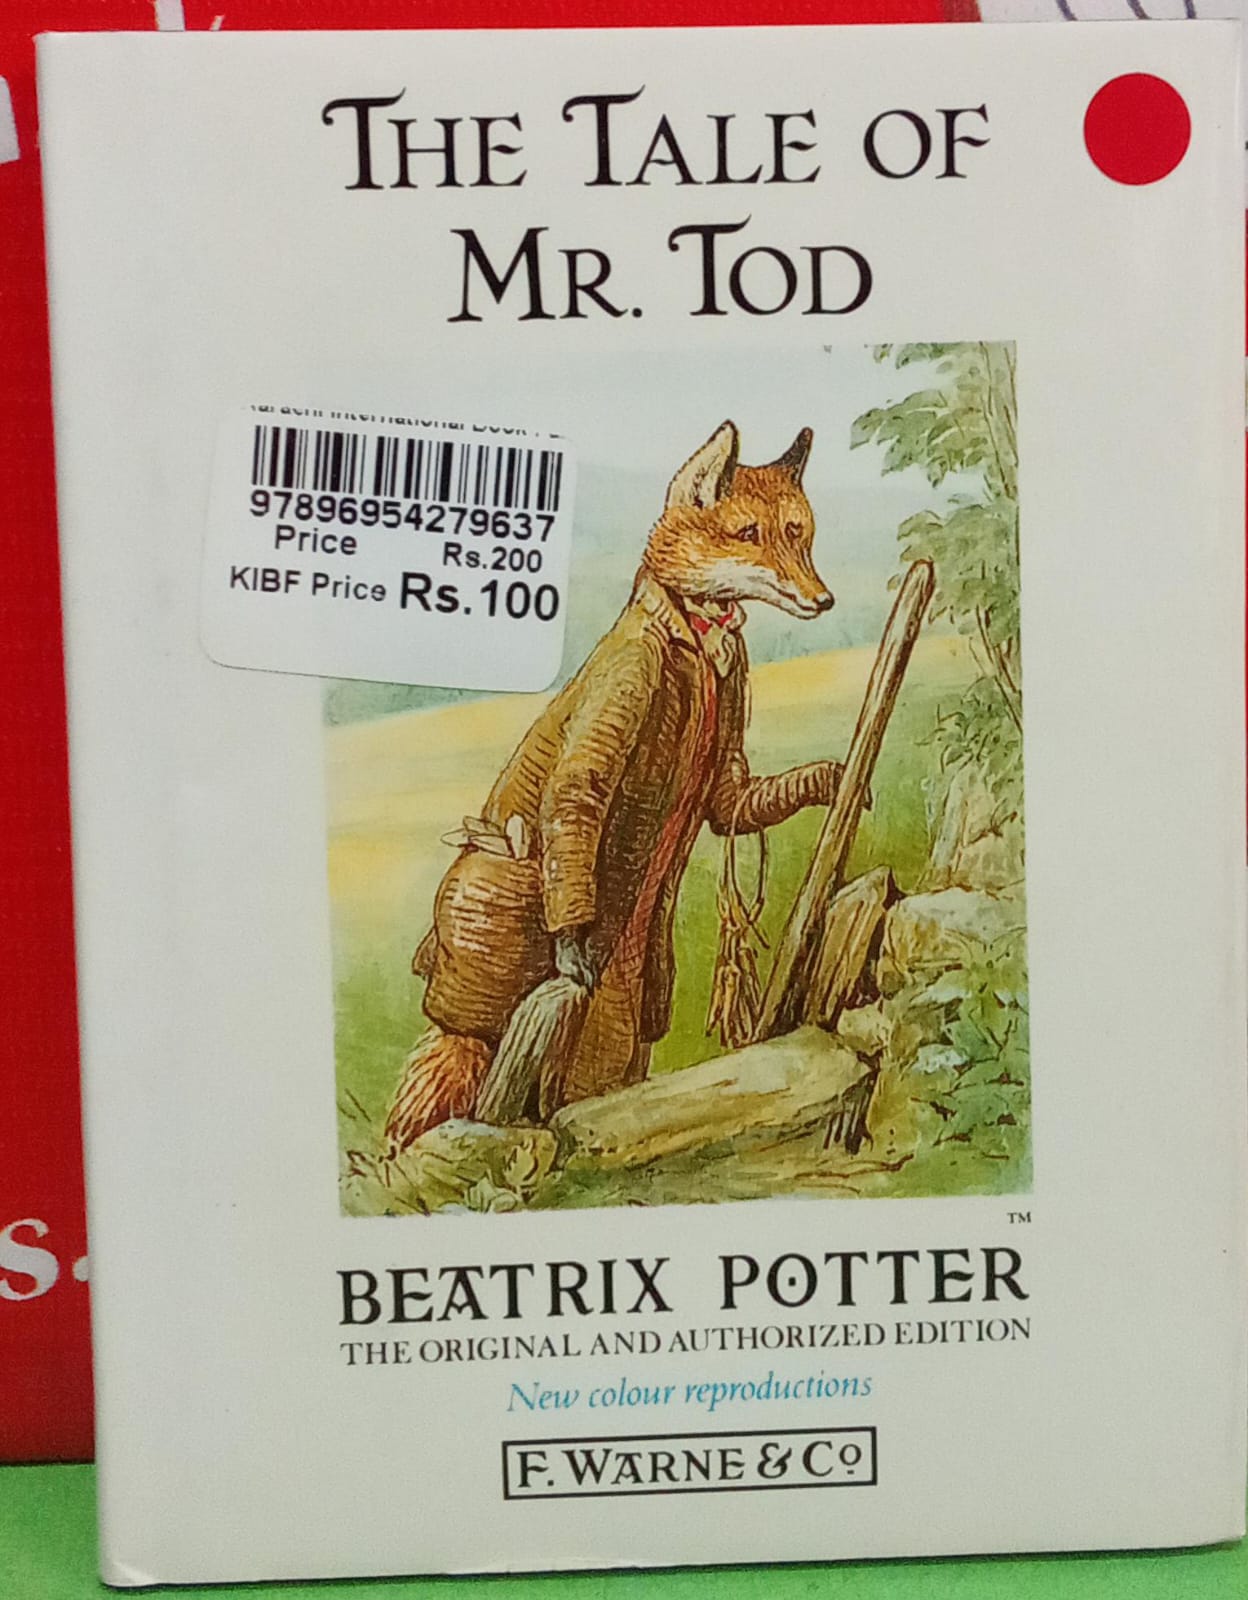 THE TALE OF
MR. TOD
9789695427963​7
Price Rs.200
KIBF Price Rs.100
TM
BEATRIX POTTER
THE ORIGINAL AND AUTHORIZED EDITION
New colour reproductions
F. WARNE & Co
s.